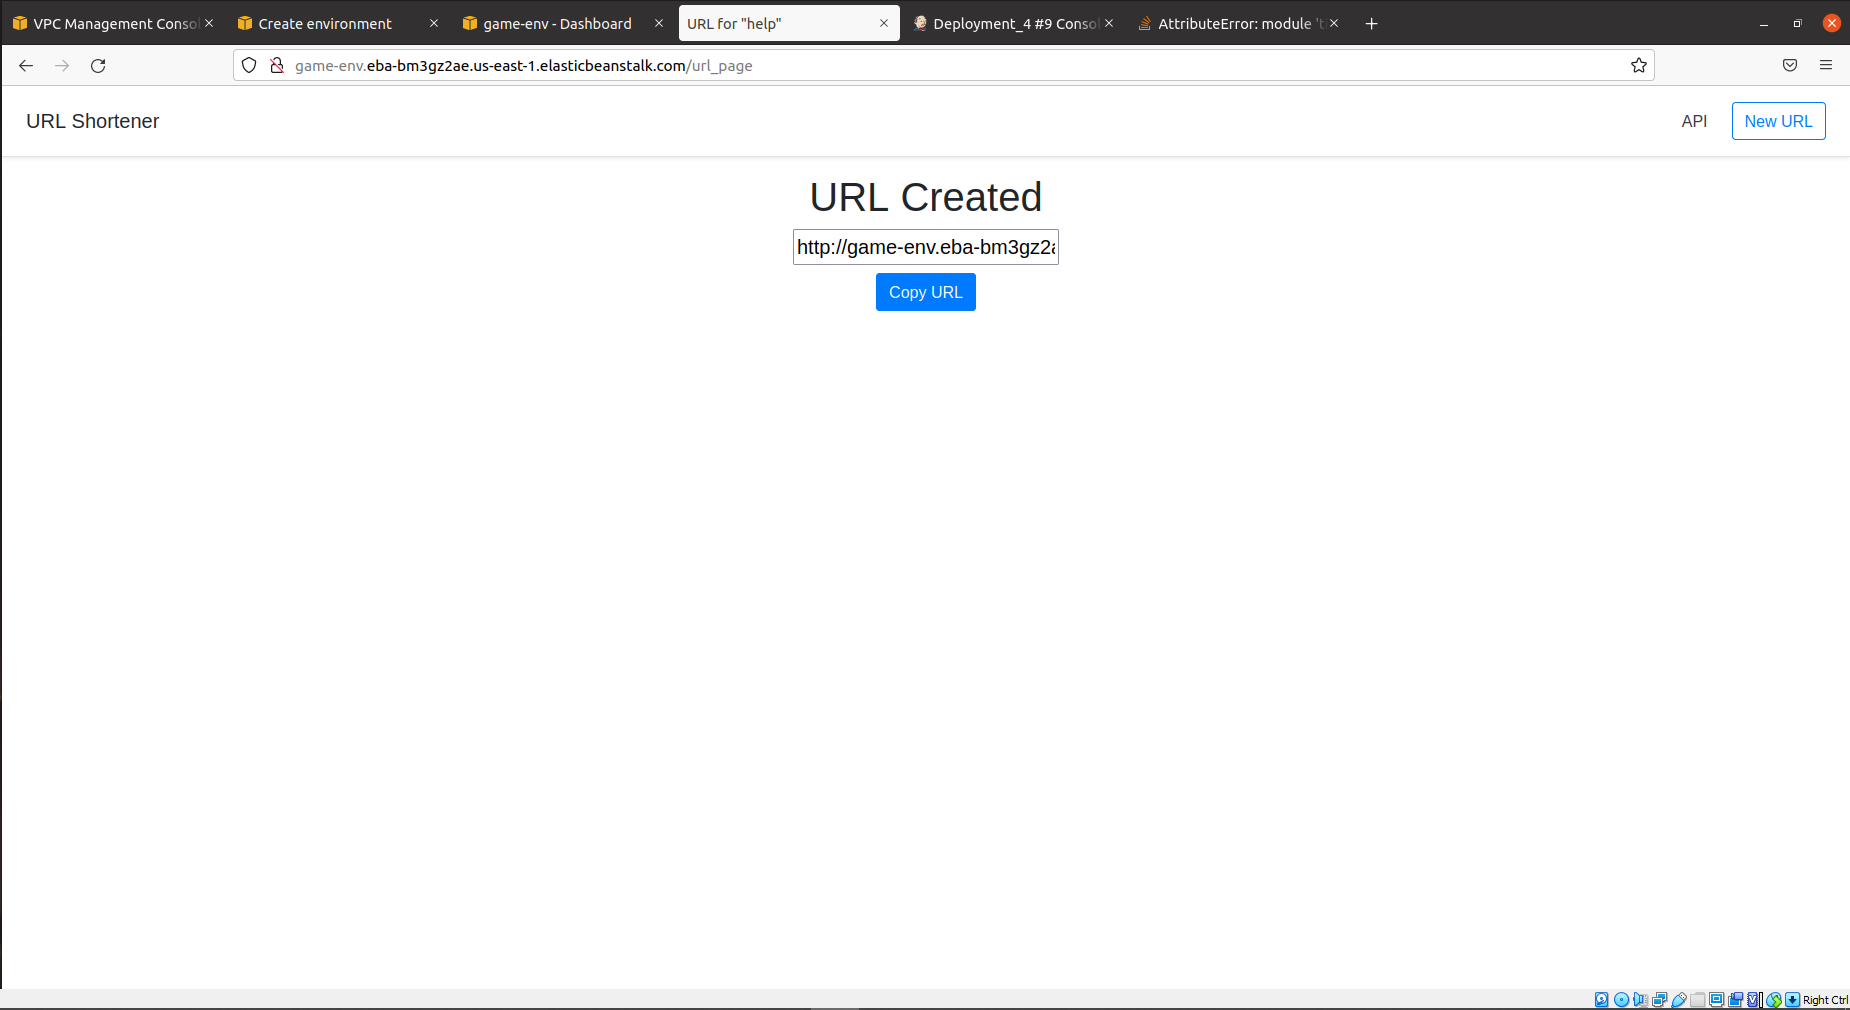 VPC Management Consol
Create environment
game-env - Dashboard
URL for "help"
Deployment_4 #9 Consol
AttributeError: module 't
game-env.eba-bm3gz2ae.us-east-1.elasticbeanstalk.com/url_page
URL Shortener
API
New URL
URL Created
http://game-env.eba-bm3gz2a
Copy URL
Right Ctrl